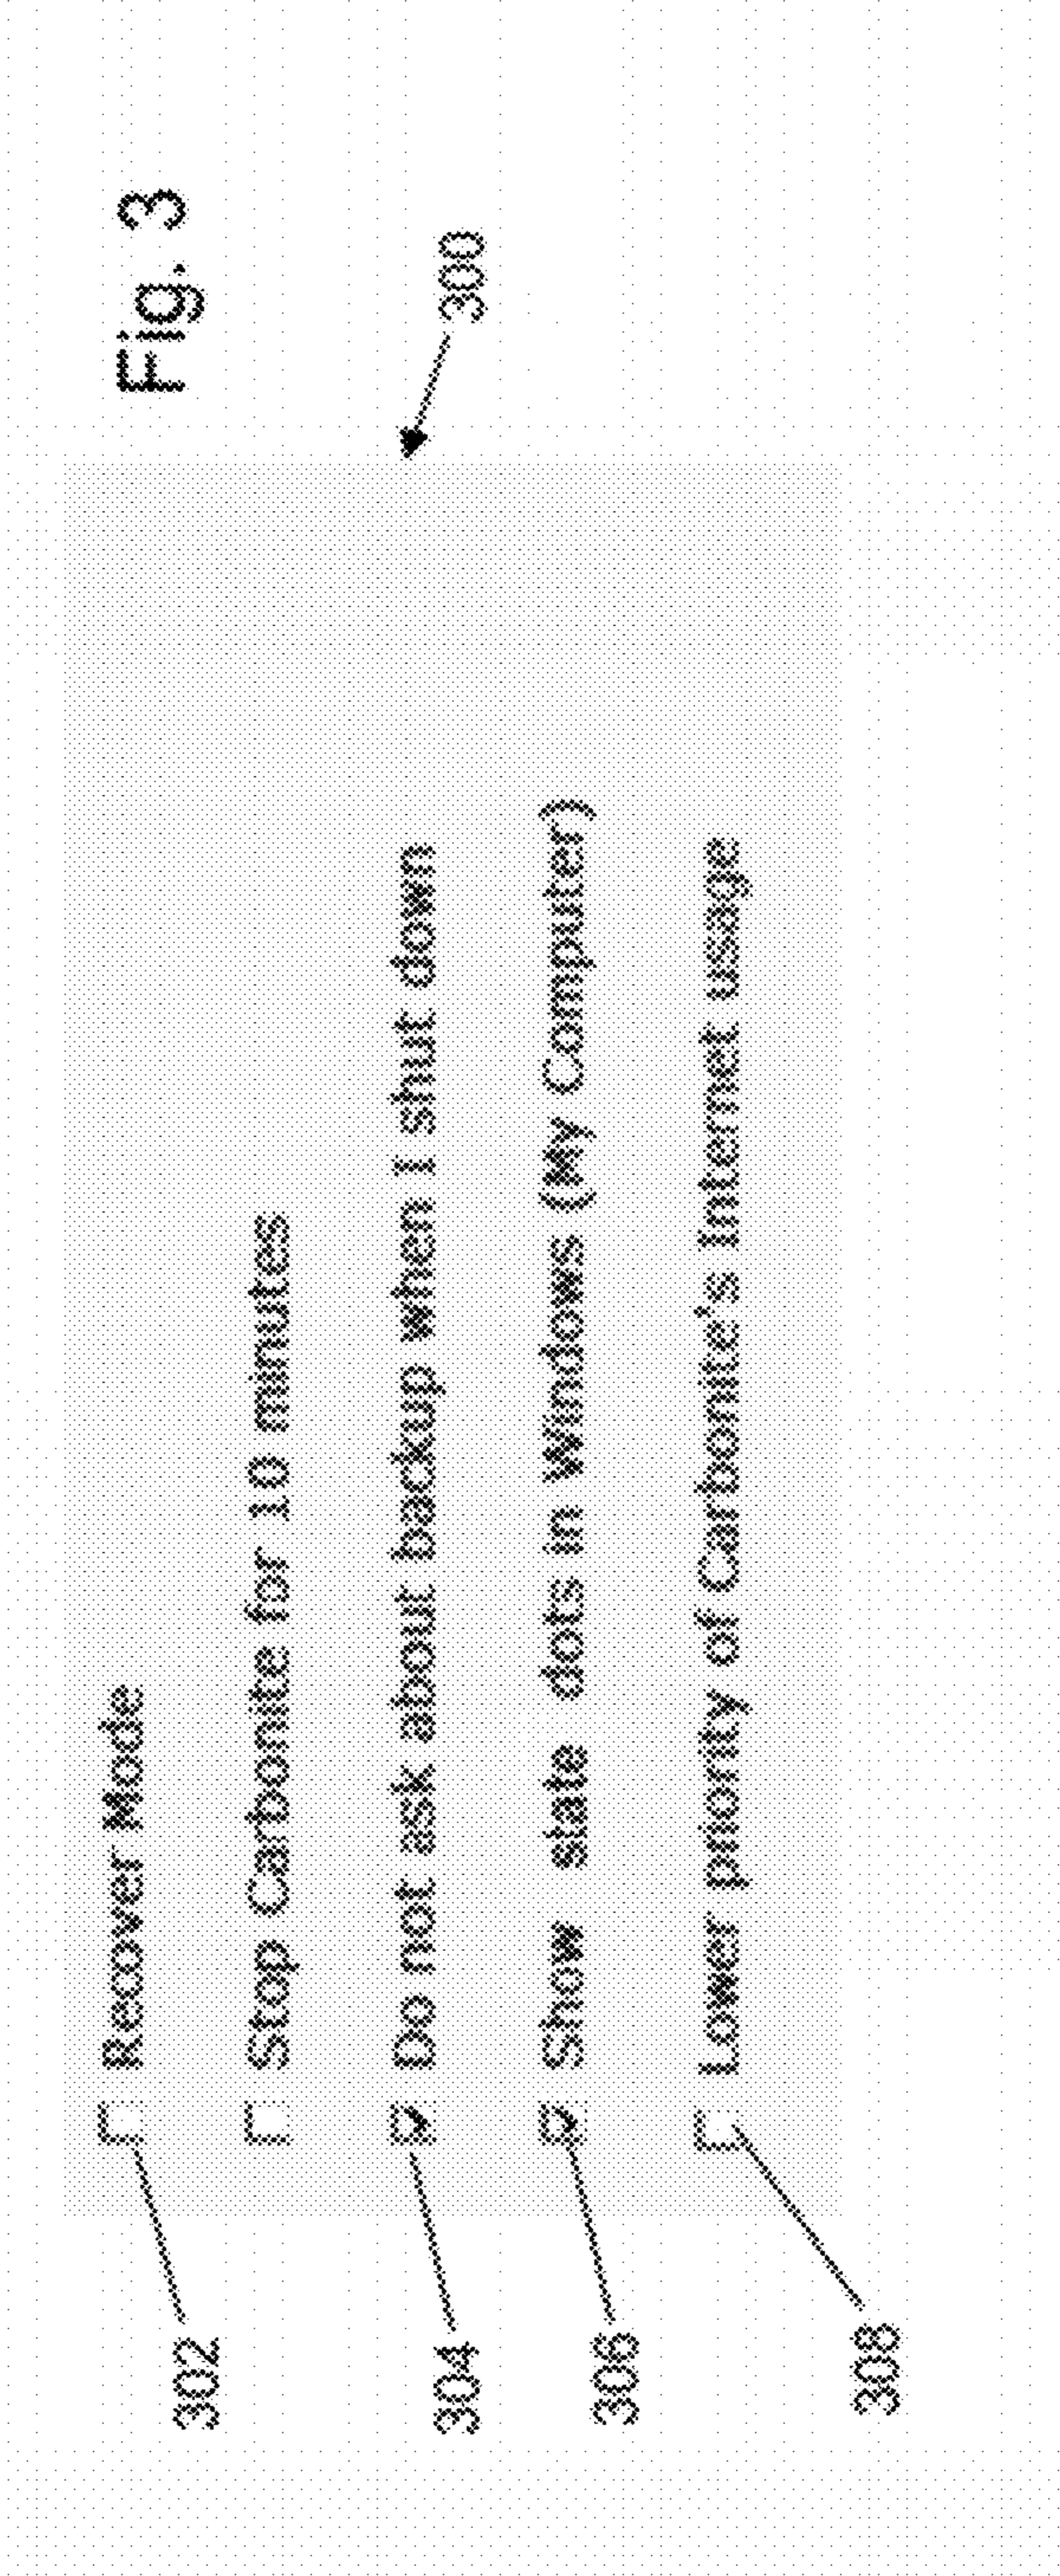 Fig. 3
300
302
Recover Mode
Stop Carbonite for 10 minutes
304
Do not ask about backup when I shut down
306
Show state dots in Windows (My Computer)
308
Lower priority of Carbonite's Internet usage